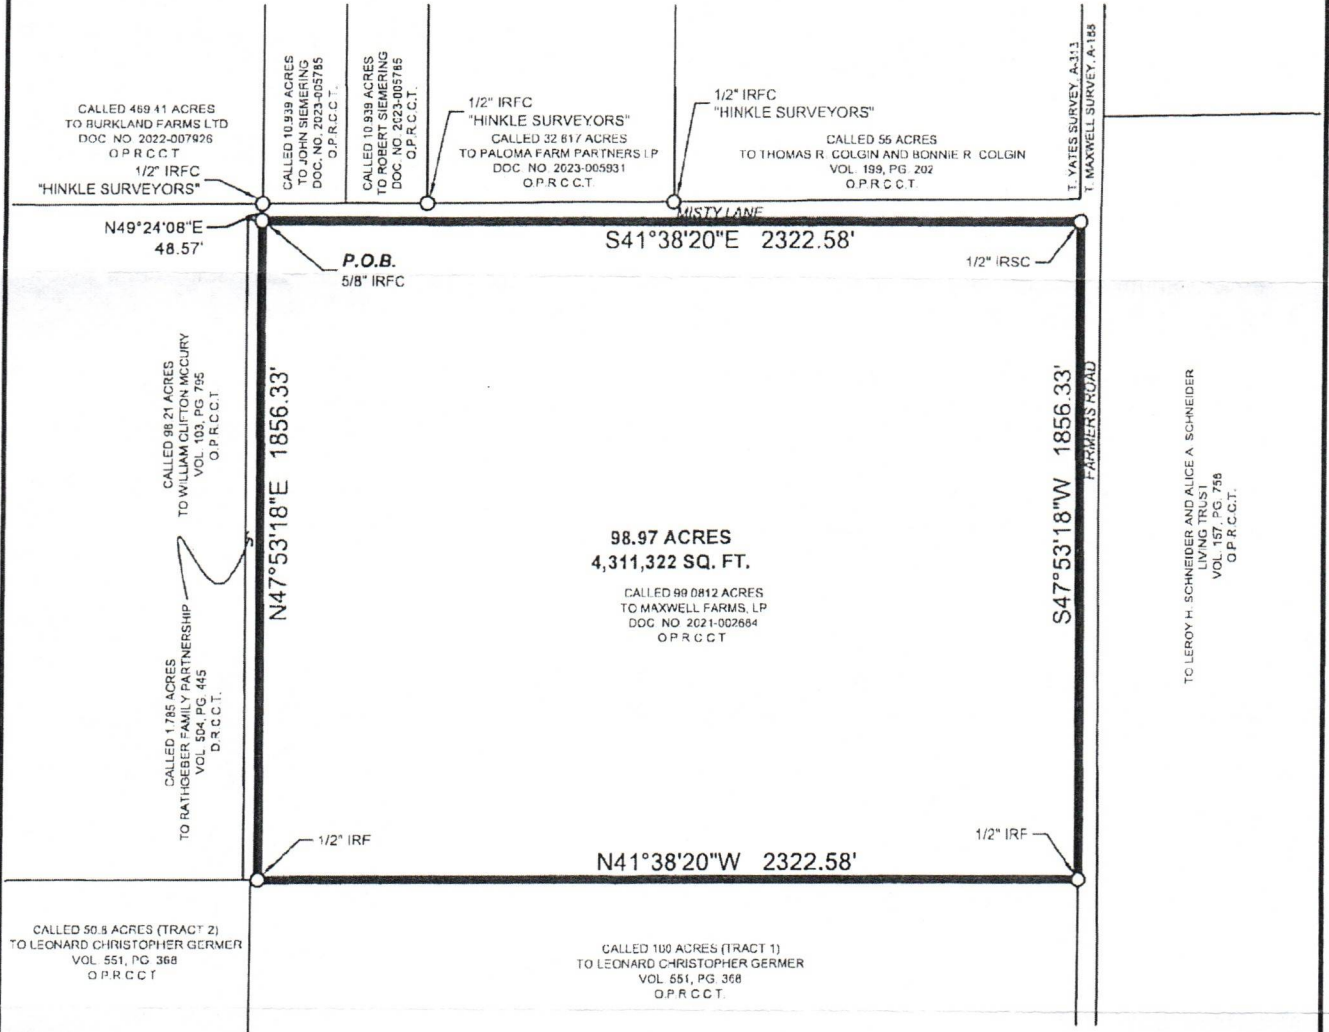 CALLED 469.41 ACRES
TO BURKLAND FARMS LTD
DOC. NO. 2022-007926
O.P.R.C.C.T.
1/2" IRFC
"HINKLE SURVEYORS"
CALLED 10.939 ACRES
TO JOHN SIEMERING
DOC. NO. 2023-005785
O.P.R.C.C.T.
CALLED 10.939 ACRES
TO ROBERT SIEMERING
DOC. NO. 2023-005785
O.P.R.C.C.T.
1/2" IRFC
"HINKLE SURVEYORS"
CALLED 32.617 ACRES
TO PALOMA FARM PARTNERS LP
DOC. NO. 2023-005931
O.P.R.C.C.T.
1/2" IRFC
"HINKLE SURVEYORS"
CALLED 55 ACRES
TO THOMAS R. COLGIN AND BONNIE R. COLGIN
VOL. 199, PG. 202
O.P.R.C.C.T.
T. YATES SURVEY, A-313
T. MAXWELL SURVEY, A-188
MISTY LANE
N49°24'08"E
48.57'
S41°38'20"E 2322.58'
P.O.B.
5/8" IRFC
1/2" IRSC
CALLED 98.21 ACRES
TO WILLIAM CLIFTON MCCURY
VOL. 103, PG. 795
O.P.R.C.C.T.
N47°53'18"E 1856.33'
S47°53'18"W 1856.33'
FARMERS ROAD
TO LEROY H. SCHNEIDER AND ALICE A. SCHNEIDER
LIVING TRUST
VOL. 167, PG. 758
O.P.R.C.C.T.
98.97 ACRES
4,311,322 SQ. FT.
CALLED 99.0812 ACRES
TO MAXWELL FARMS, LP
DOC. NO. 2021-002664
O.P.R.C.C.T.
CALLED 1.785 ACRES
TO RATHGEBER FAMILY PARTNERSHIP
VOL. 504, PG. 445
D.R.C.C.T.
1/2" IRF
1/2" IRF
N41°38'20"W 2322.58'
CALLED 50.8 ACRES (TRACT 2)
TO LEONARD CHRISTOPHER GERMER
VOL. 551, PG. 368
O.P.R.C.C.T.
CALLED 100 ACRES (TRACT 1)
TO LEONARD CHRISTOPHER GERMER
VOL. 551, PG. 368
O.P.R.C.C.T.